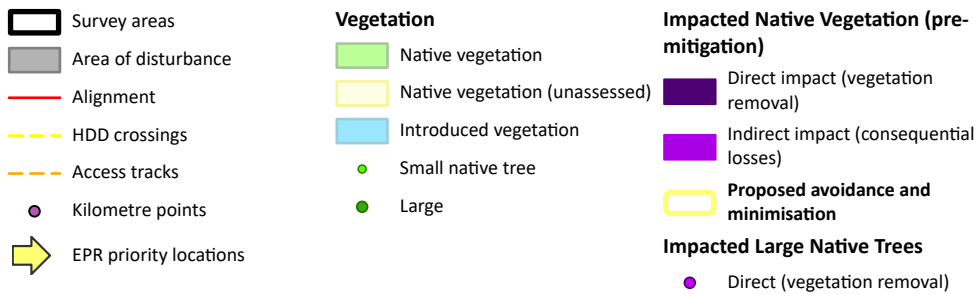 Survey areas
Area of disturbance
Alignment
HDD crossings
Access tracks
Kilometre points
EPR priority locations
Vegetation
Native vegetation
Native vegetation (unassessed)
Introduced vegetation
Small native tree
Large
Impacted Native Vegetation (pre-
mitigation)
Direct impact (vegetation
removal)
Indirect impact (consequential
losses)
Proposed avoidance and
minimisation
Impacted Large Native Trees
Direct (vegetation removal)